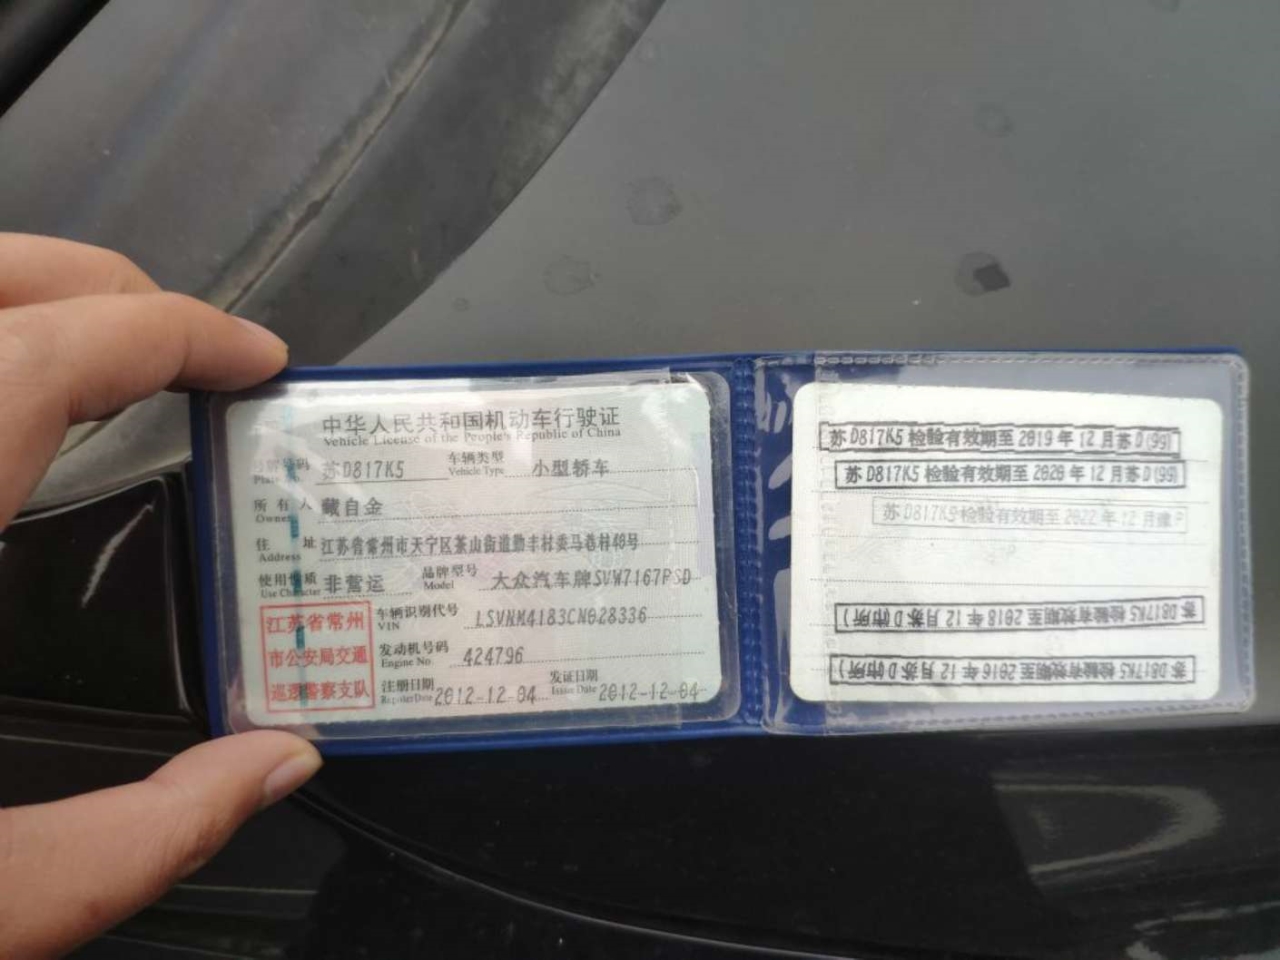 中华人民共和国机动车行驶证
Vehicle License of the People's Republic of China
号牌号码 苏D817K5 车辆类型 小型轿车
Plate No. Vehicle Type
所有人 藏自金
Owner
住址 江苏省常州市天宁区茶山街道勤丰村委马巷村40号
Address
使用性质 非营运 品牌型号 大众汽车牌SVW7167PSD
Use Character Model
江苏省常州
市公安局交通
巡逻警察支队
车辆识别代号 LSVNM4183CN028336
VIN
发动机号码 424796
Engine No.
注册日期 2012-12-04 发证日期 2012-12-04
Register Date Issue Date
苏D817K5检验有效期至2019年12月苏D(99)
苏D817K5检验有效期至2020年12月苏D(99)
苏D817K5检验有效期至2022年12月
苏D817K5检验有效期至2018年12月苏D
苏D817K5检验有效期至2016年12月苏D